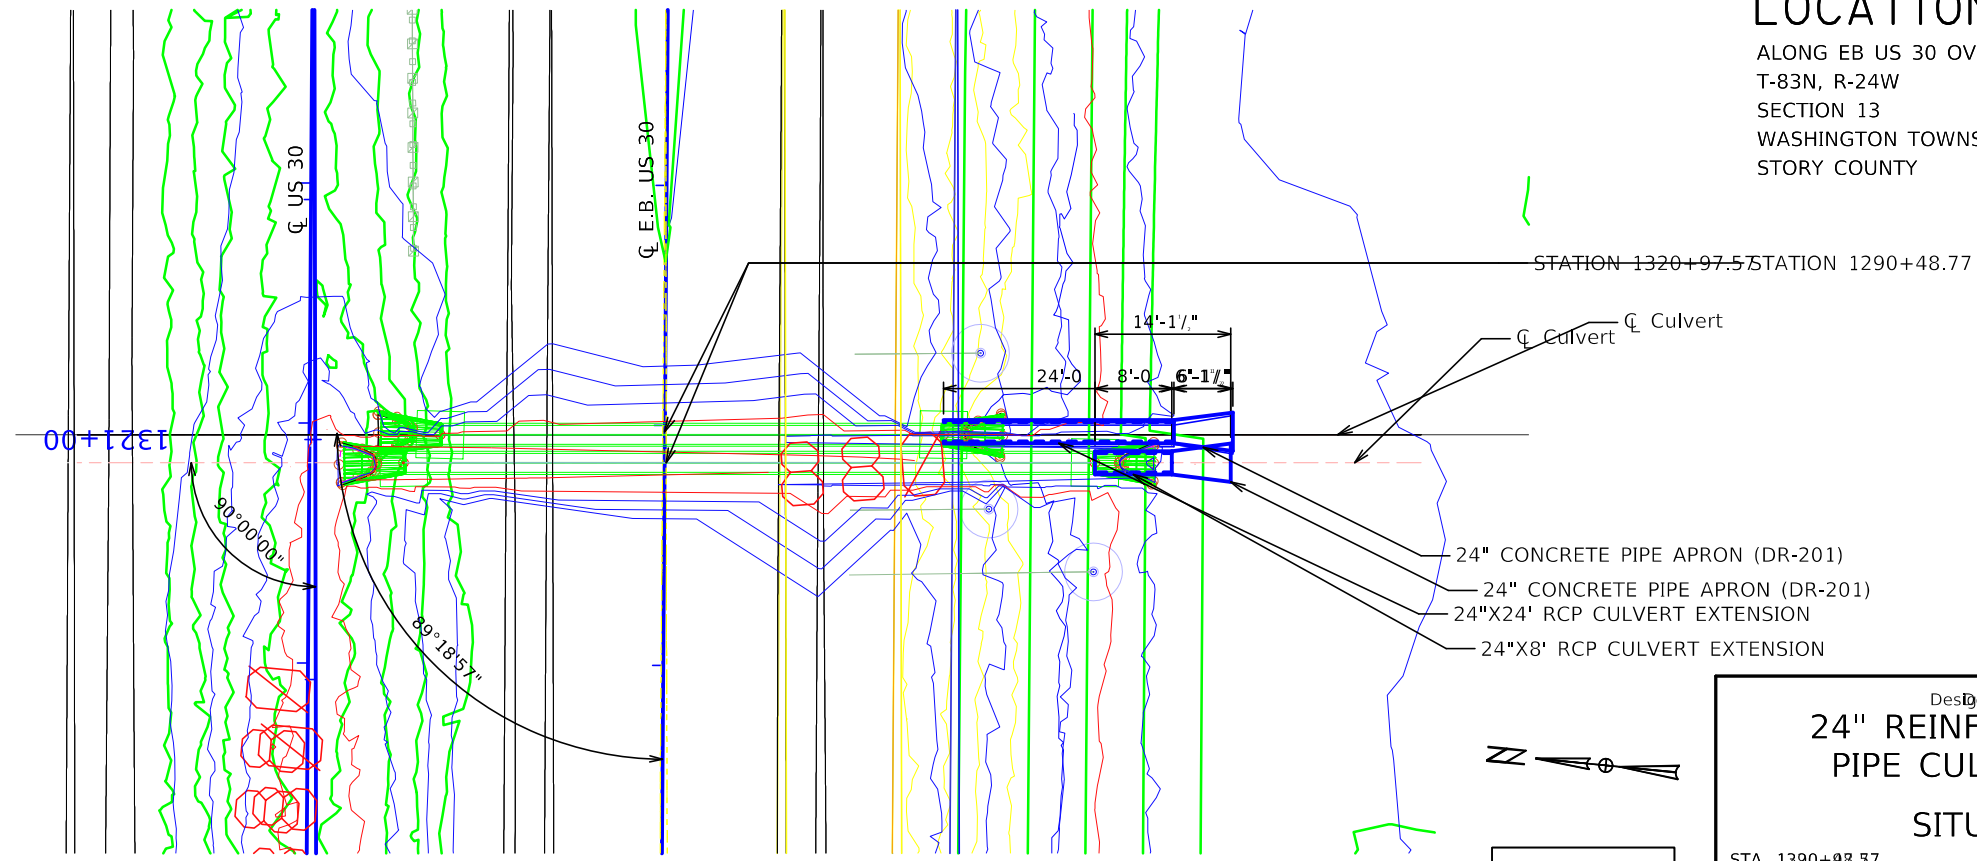 LOCATION
ALONG EB US 30 OV
T-83N, R-24W
SECTION 13
WASHINGTON TOWNS
STORY COUNTY
℄ US 30
℄ E.B. US 30
STATION 1320+97.57
STATION 1290+48.77
14'-1½"
℄ Culvert
℄ Culvert
24'-0
8'-0
1321+00
90°00'00"
89°18'57"
24" CONCRETE PIPE APRON (DR-201)
24" CONCRETE PIPE APRON (DR-201)
24"X24' RCP CULVERT EXTENSION
24"X8' RCP CULVERT EXTENSION
24" REINF
PIPE CUL
SITU
STA. 1390+